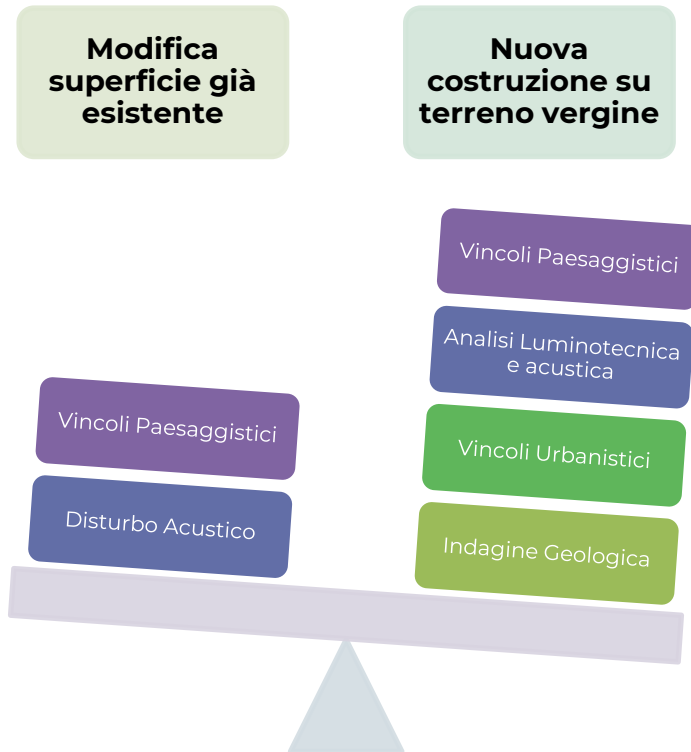 Modifica
superficie già
esistente
Nuova
costruzione su
terreno vergine
Vincoli Paesaggistici
Disturbo Acustico
Vincoli Paesaggistici
Analisi Luminotecnica
e acustica
Vincoli Urbanistici
Indagine Geologica